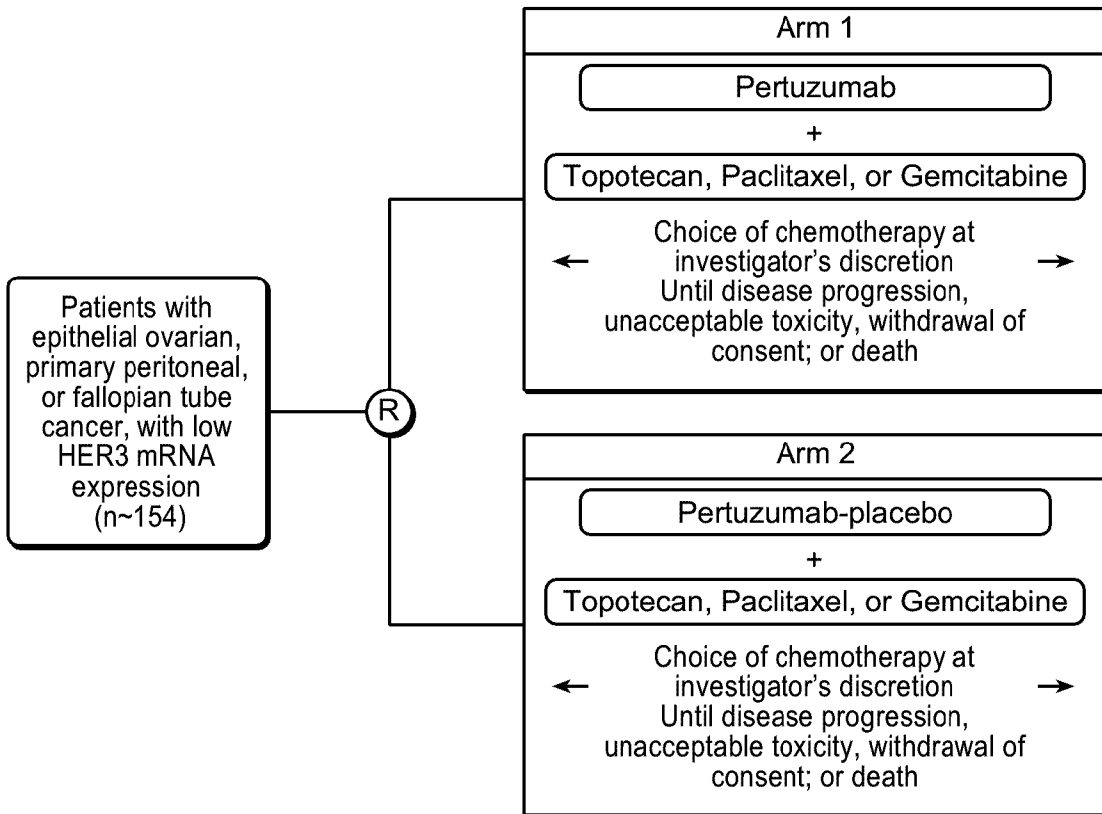 Patients with
epithelial ovarian,
primary peritoneal,
or fallopian tube
cancer, with low
HER3 mRNA
expression
(n~154)
R
Arm 1
Pertuzumab
+
Topotecan, Paclitaxel, or Gemcitabine
Choice of chemotherapy at
investigator’s discretion
Until disease progression,
unacceptable toxicity, withdrawal of
consent; or death
Arm 2
Pertuzumab-placebo
+
Topotecan, Paclitaxel, or Gemcitabine
Choice of chemotherapy at
investigator’s discretion
Until disease progression,
unacceptable toxicity, withdrawal of
consent; or death